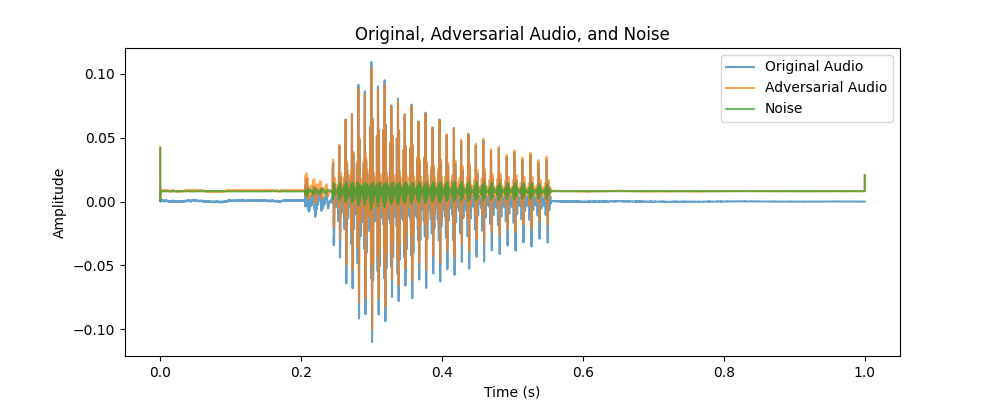 Original, Adversarial Audio, and Noise
Original Audio
Adversarial Audio
Noise
Amplitude
0.10
0.05
0.00
−0.05
−0.10
0.0
0.2
0.4
0.6
0.8
1.0
Time (s)